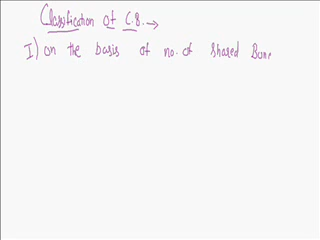 Classification of C.B. →
I) on the basis of no. of shared